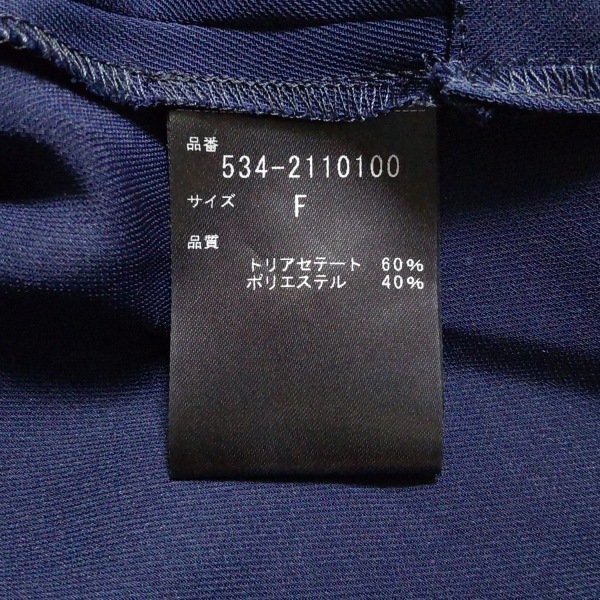 品番
534-2110100
サイズ F
品質
トリアセテート 60%
ポリエステル 40%